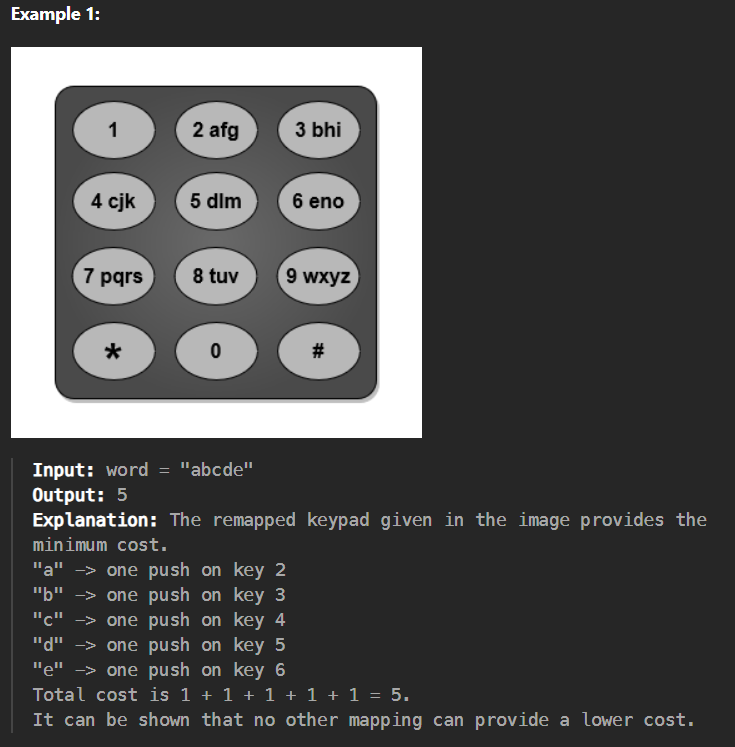 Example 1:
1 2 afg 3 bhi
4 cjk 5 dlm 6 eno
7 pqrs 8 tuv 9 wxyz
* 0 #
Input: word = "abcde"
Output: 5
Explanation: The remapped keypad given in the image provides the
minimum cost.
"a" -> one push on key 2
"b" -> one push on key 3
"c" -> one push on key 4
"d" -> one push on key 5
"e" -> one push on key 6
Total cost is 1 + 1 + 1 + 1 + 1 = 5.
It can be shown that no other mapping can provide a lower cost.